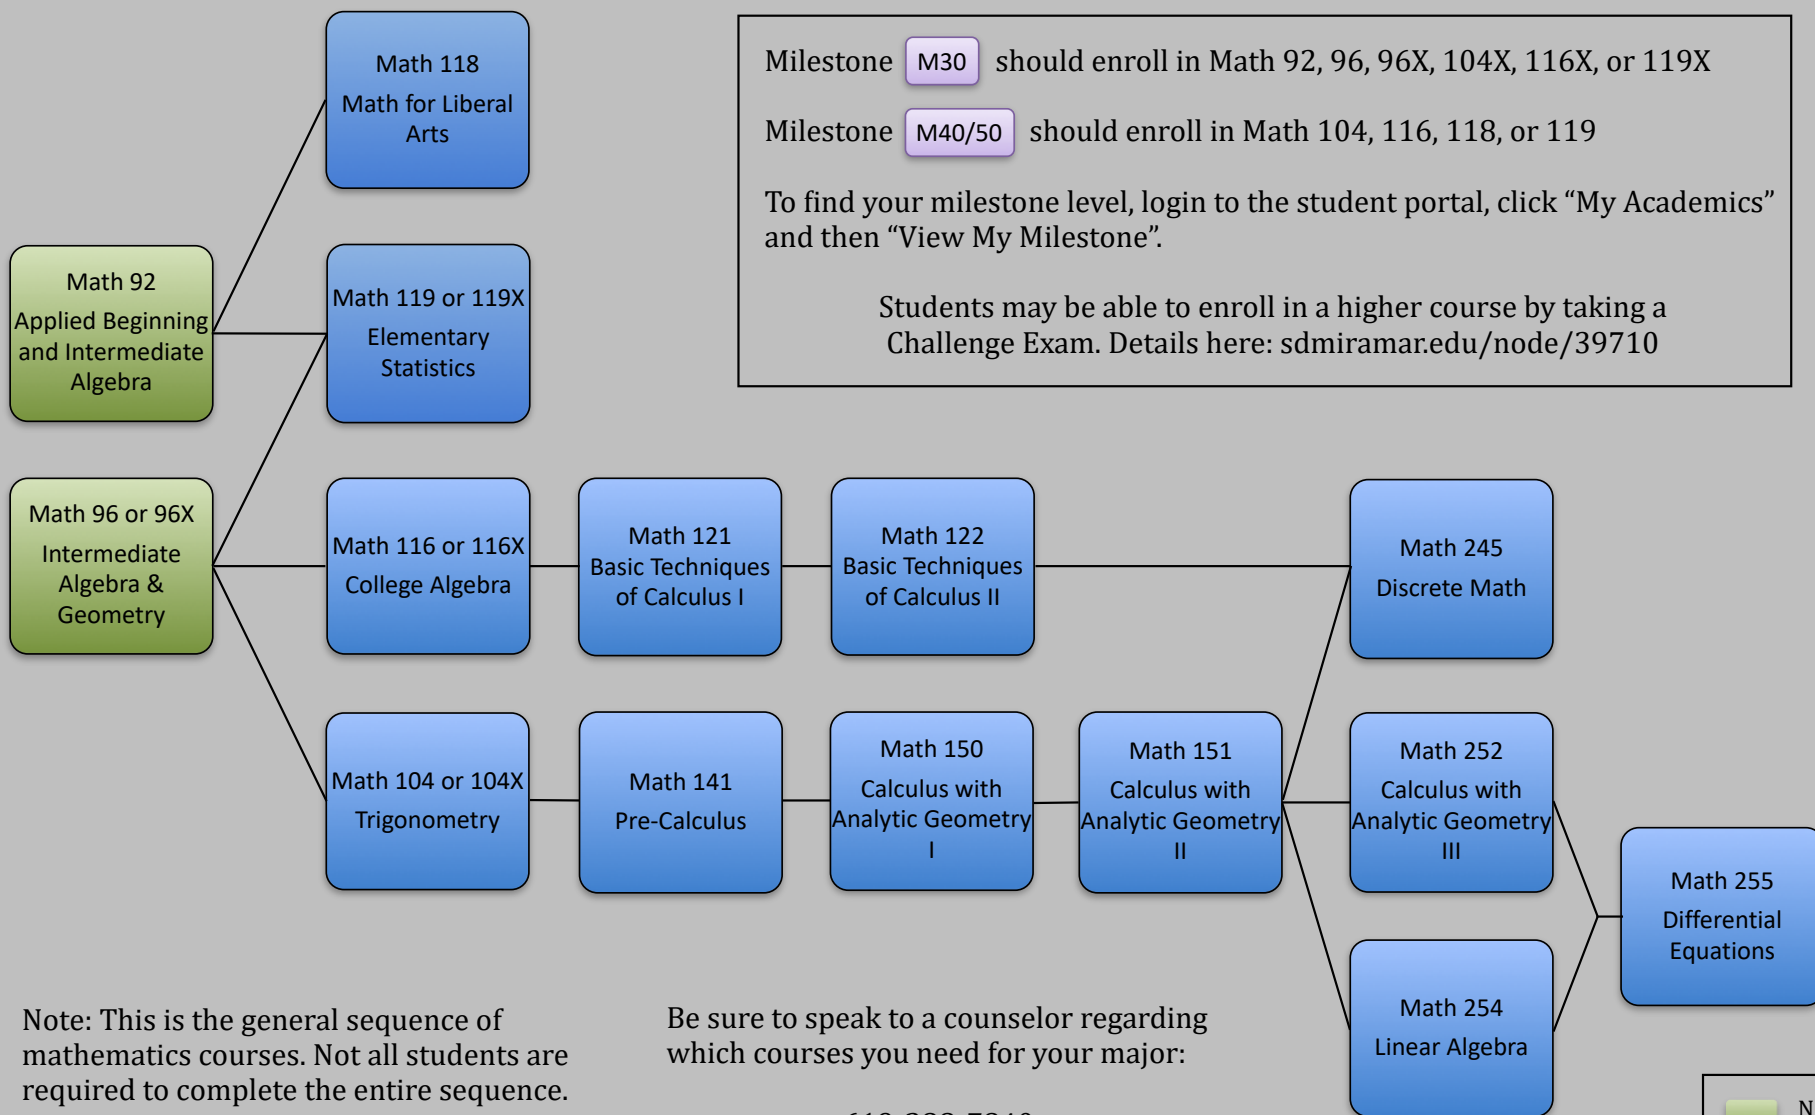 Math 118
Math for Liberal
Arts
Milestone M30 should enroll in Math 92, 96, 96X, 104X, 116X, or 119X
Milestone M40/50 should enroll in Math 104, 116, 118, or 119
To find your milestone level, login to the student portal, click “My Academics”
and then “View My Milestone”.
Students may be able to enroll in a higher course by taking a
Challenge Exam. Details here: sdmiramar.edu/node/39710
Math 92
Applied Beginning
and Intermediate
Algebra
Math 119 or 119X
Elementary
Statistics
Math 96 or 96X
Intermediate
Algebra &
Geometry
Math 116 or 116X
College Algebra
Math 121
Basic Techniques
of Calculus I
Math 122
Basic Techniques
of Calculus II
Math 245
Discrete Math
Math 104 or 104X
Trigonometry
Math 141
Pre-Calculus
Math 150
Calculus with
Analytic Geometry
I
Math 151
Calculus with
Analytic Geometry
II
Math 252
Calculus with
Analytic Geometry
III
Math 255
Differential
Equations
Math 254
Linear Algebra
Note: This is the general sequence of
mathematics courses. Not all students are
required to complete the entire sequence.
Be sure to speak to a counselor regarding
which courses you need for your major: